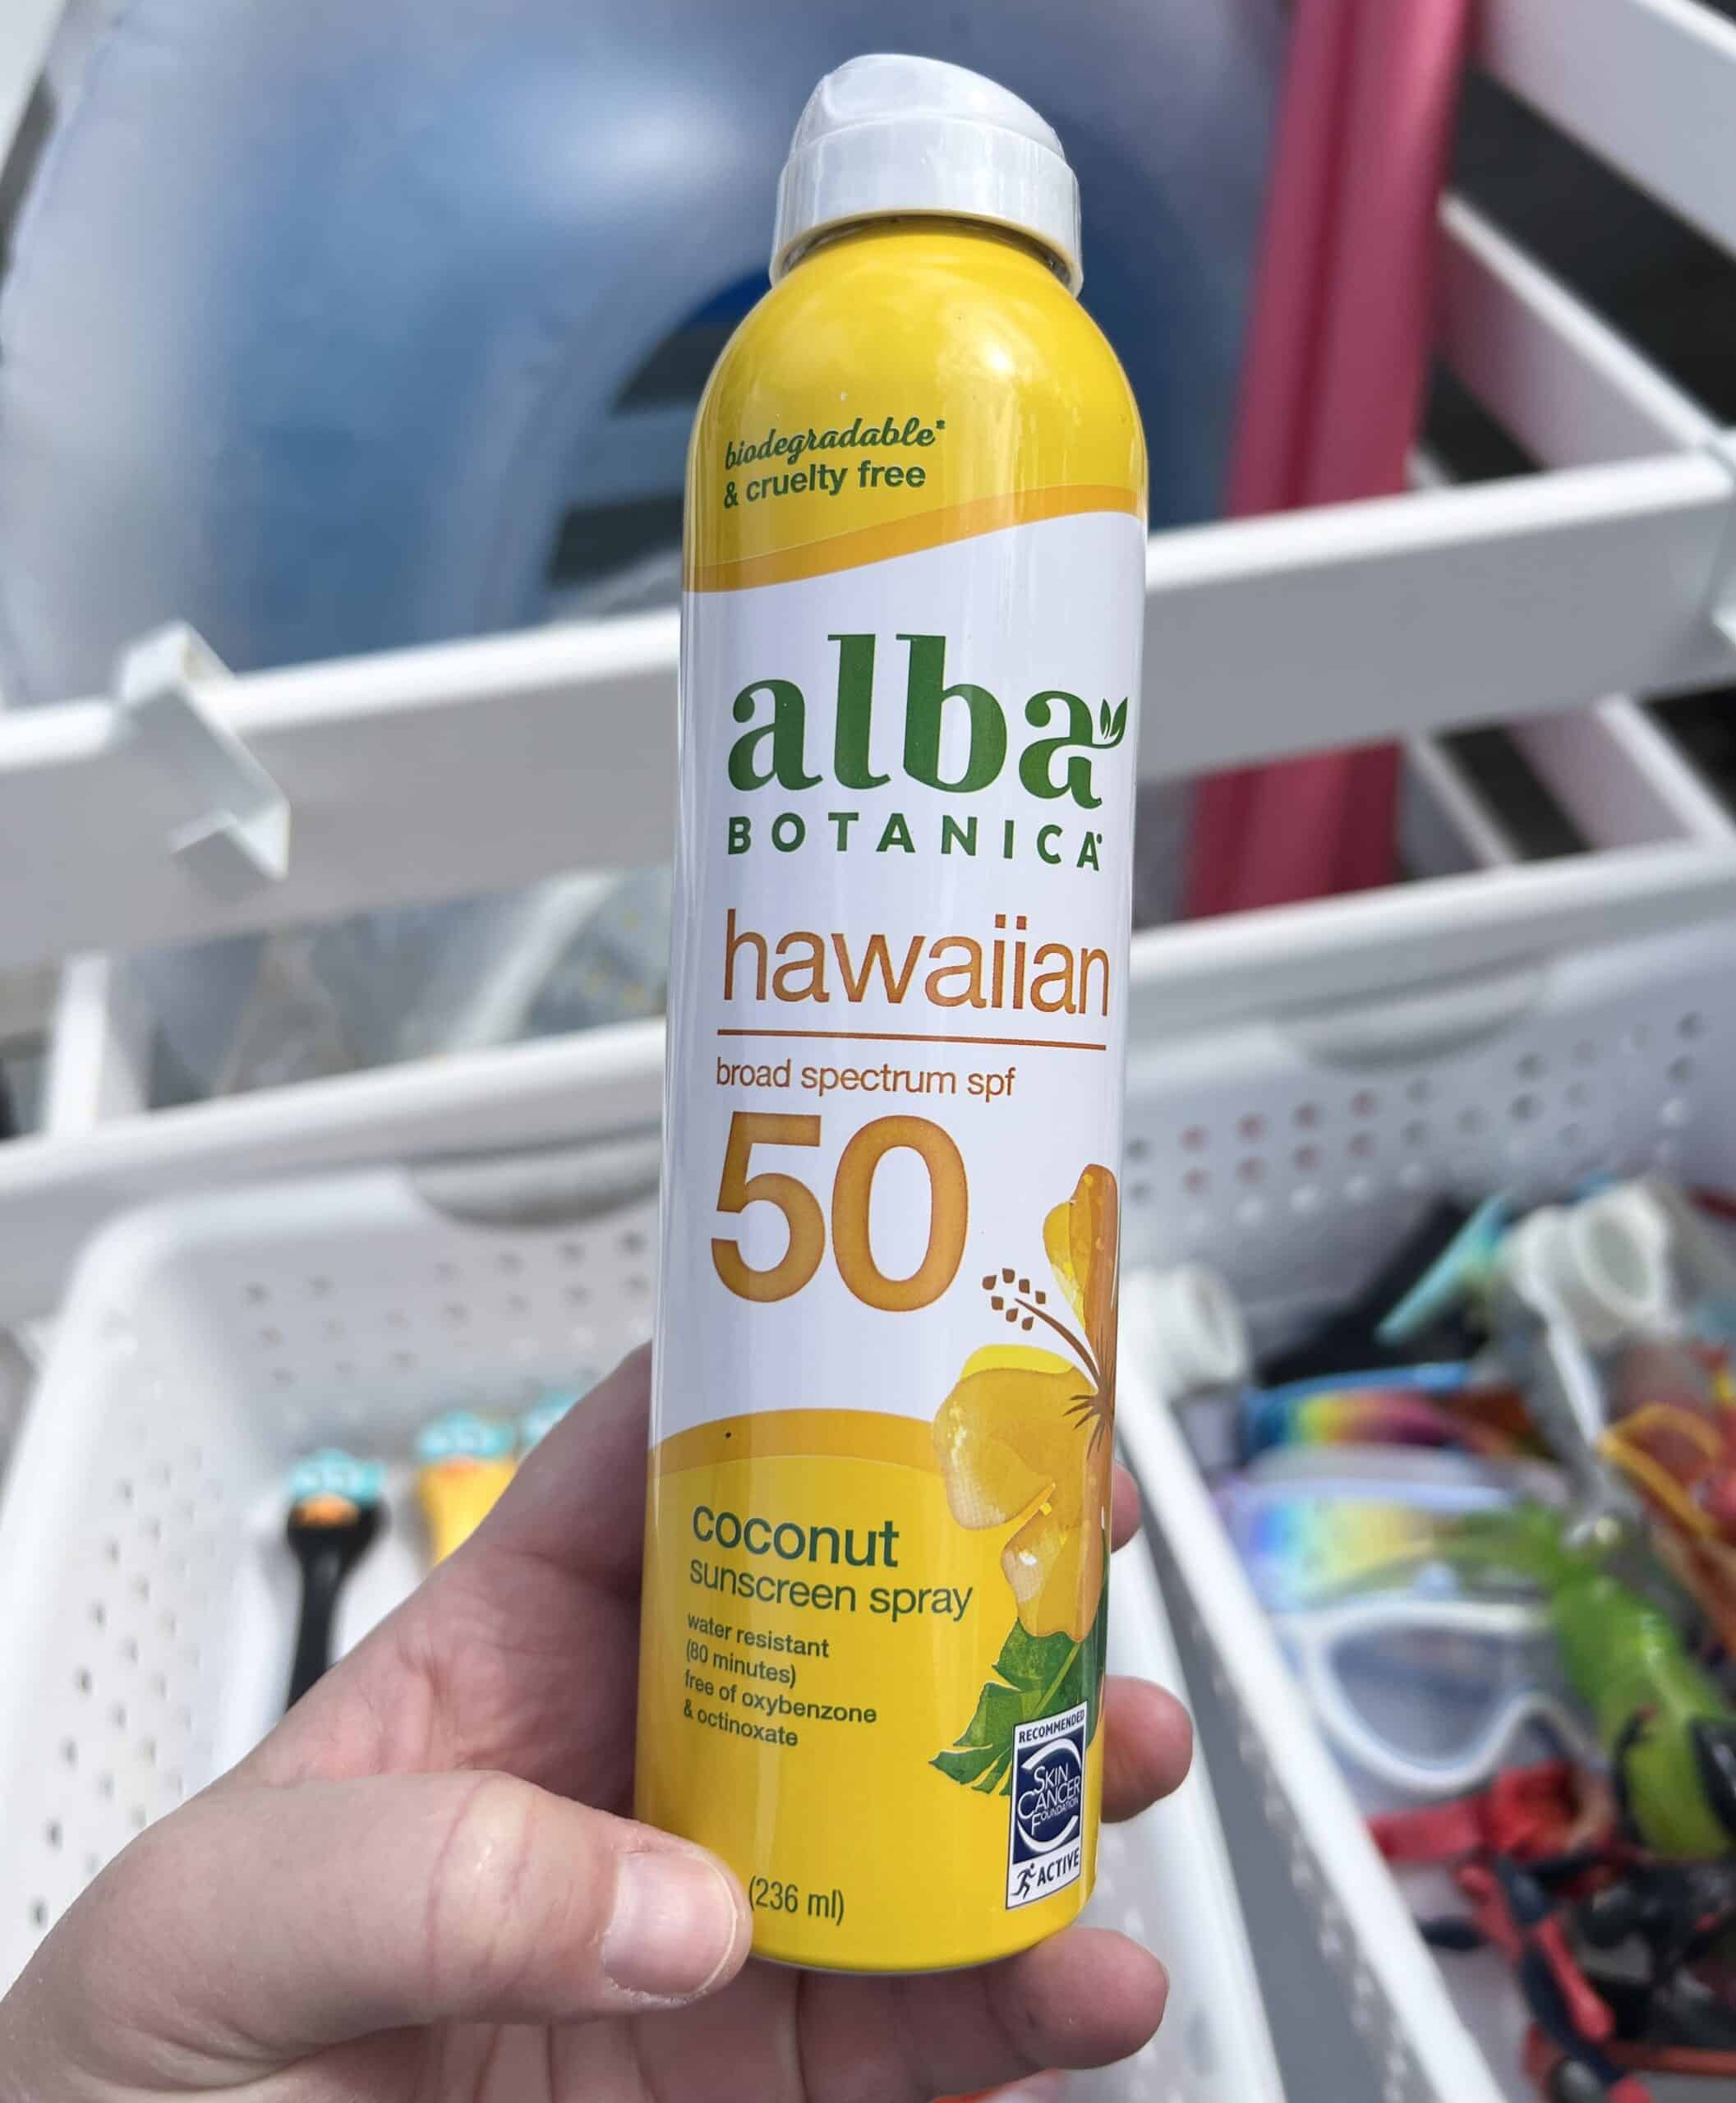 biodegradable*
& cruelty free
alba
BOTANICA
hawaiian
broad spectrum spf
50
coconut
sunscreen spray
water resistant
(80 minutes)
free of oxybenzone
& octinoxate
RECOMMENDED
SKIN
CANCER
FOUNDATION
ACTIVE
(236 ml)